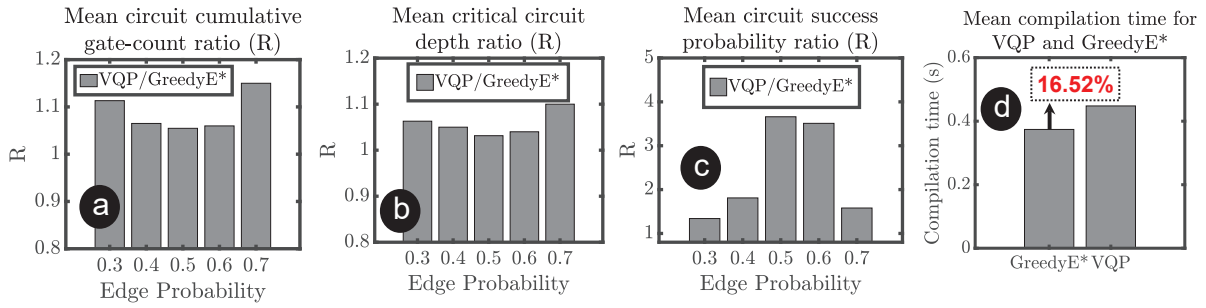 Mean circuit cumulative
gate-count ratio (R)
1.2
1.1
1
0.9
0.8
R
VQP/GreedyE*
a
0.3 0.4 0.5 0.6 0.7
Edge Probability
Mean critical circuit
depth ratio (R)
1.2
1.1
1
0.9
0.8
R
VQP/GreedyE*
b
0.3 0.4 0.5 0.6 0.7
Edge Probability
Mean circuit success
probability ratio (R)
5
4
3
2
1
R
VQP/GreedyE*
c
0.3 0.4 0.5 0.6 0.7
Edge Probability
Mean compilation time for
VQP and GreedyE*
0.6
0.4
0.2
0
Compilation time (s)
16.52%
d
GreedyE* VQP